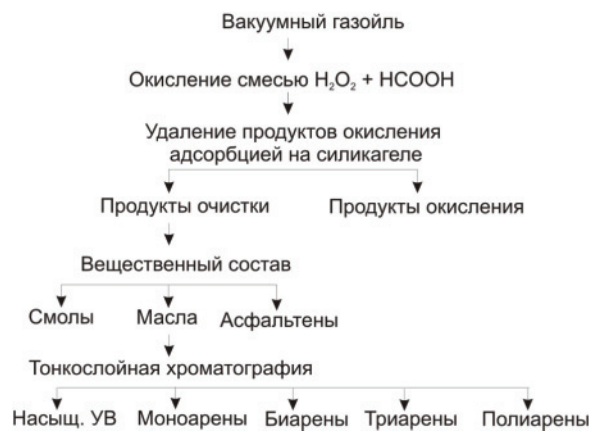 Вакуумный газойль
Окисление смесью H₂O₂ + HCOOH
Удаление продуктов окисления
адсорбцией на силикагеле
Продукты очистки Продукты окисления
Вещественный состав
Смолы Масла Асфальтены
Тонкослойная хроматография
Насыщ. УВ Моноарены Биарены Триарены Полиарены